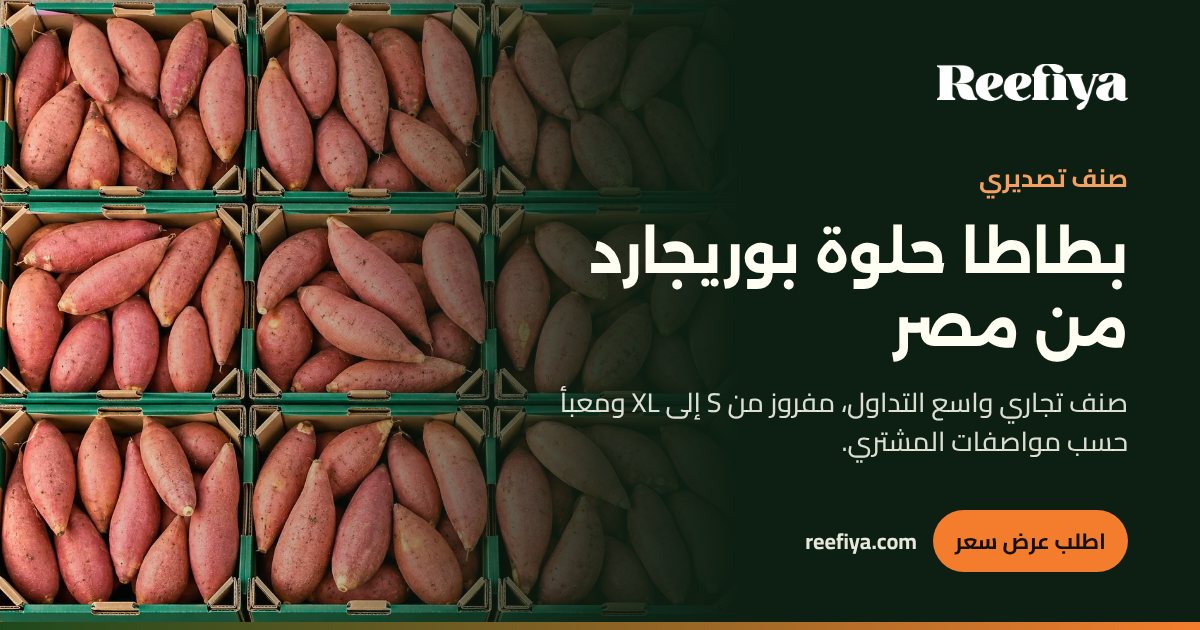 Reefiya
صنف تصديري
بطاطا حلوة بوريجارد
من مصر
صنف تجاري واسع التداول، مفروز من S إلى XL ومعبأ
حسب مواصفات المشتري.
اطلب عرض سعر
reefiya.com